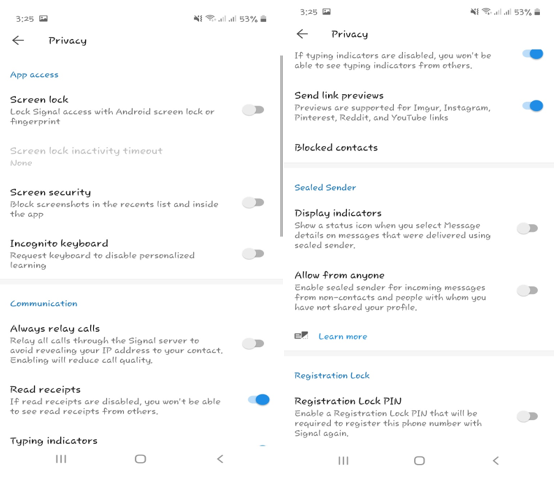 3:25
53%
Privacy
App access
Screen lock
Lock Signal access with Android screen lock or
fingerprint
Screen lock inactivity timeout
None
Screen security
Block screenshots in the recents list and inside
the app
Incognito keyboard
Request keyboard to disable personalized
learning
Communication
Always relay calls
Relay all calls through the Signal server to
avoid revealing your IP address to your contact.
Enabling will reduce call quality.
Read receipts
If read receipts are disabled, you won't be able
to see read receipts from others.
Typing indicators
3:25
53%
Privacy
If typing indicators are disabled, you won't be
able to see typing indicators from others.
Send link previews
Previews are supported for Imgur, Instagram,
Pinterest, Reddit, and YouTube links
Blocked contacts
Sealed Sender
Display indicators
Show a status icon when you select Message
details on messages that were delivered using
sealed sender.
Allow from anyone
Enable sealed sender for incoming messages
from non-contacts and people with whom you
have not shared your profile.
Learn more
Registration Lock
Registration Lock PIN
Enable a Registration Lock PIN that will be
required to register this phone number with
Signal again.